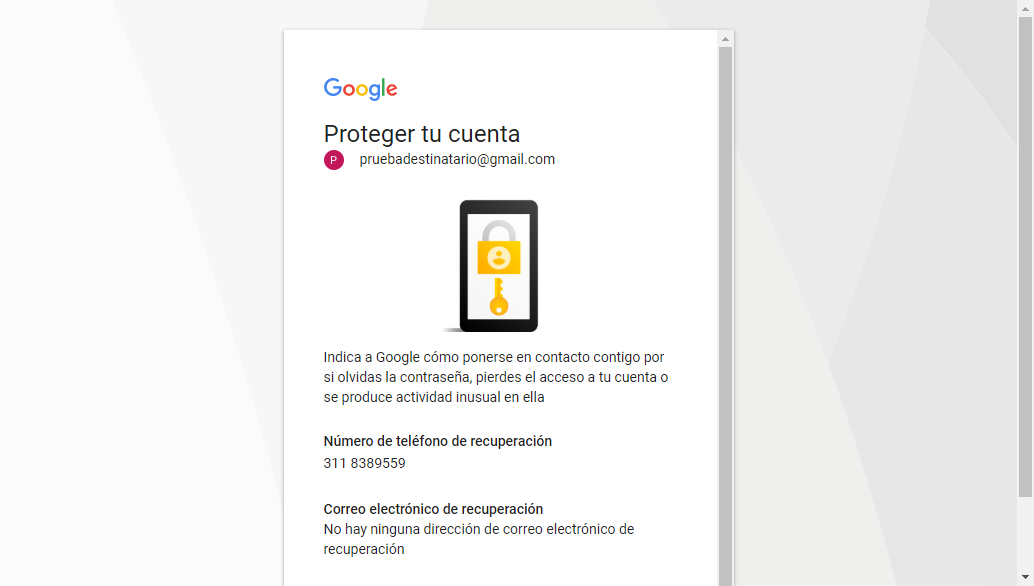 Google
Proteger tu cuenta
P pruebadestinatario@gmail.com
Indica a Google cómo ponerse en contacto contigo por
si olvidas la contraseña, pierdes el acceso a tu cuenta o
se produce actividad inusual en ella
Número de teléfono de recuperación
311 8389559
Correo electrónico de recuperación
No hay ninguna dirección de correo electrónico de
recuperación